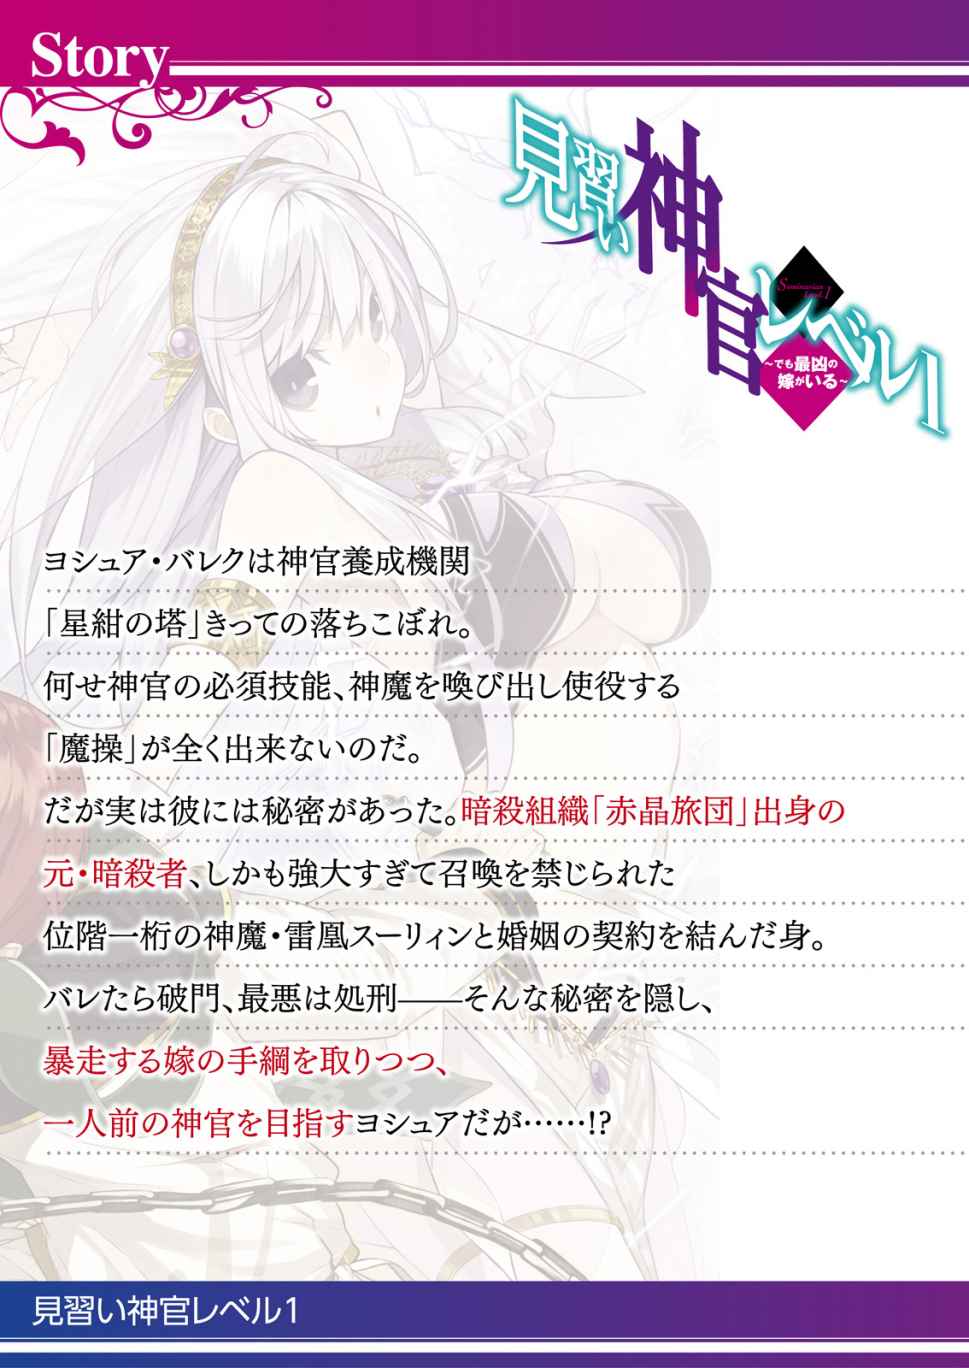 Story
見習い神官レベル1
Seminarian
Level.1
~でも最凶の
嫁がいる~
ヨシュア・バレクは神官養成機関
「星紺の塔」きっての落ちこぼれ。
何せ神官の必須技能、神魔を喚び出し使役する
「魔操」が全く出来ないのだ。
だが実は彼には秘密があった。暗殺組織「赤晶旅団」出身の
元・暗殺者、しかも強大すぎて召喚を禁じられた
位階一桁の神魔・雷凰スーリィンと婚姻の契約を結んだ身。
バレたら破門、最悪は処刑――そんな秘密を隠し、
暴走する嫁の手綱を取りつつ、
一人前の神官を目指すヨシュアだが……!?
見習い神官レベル1